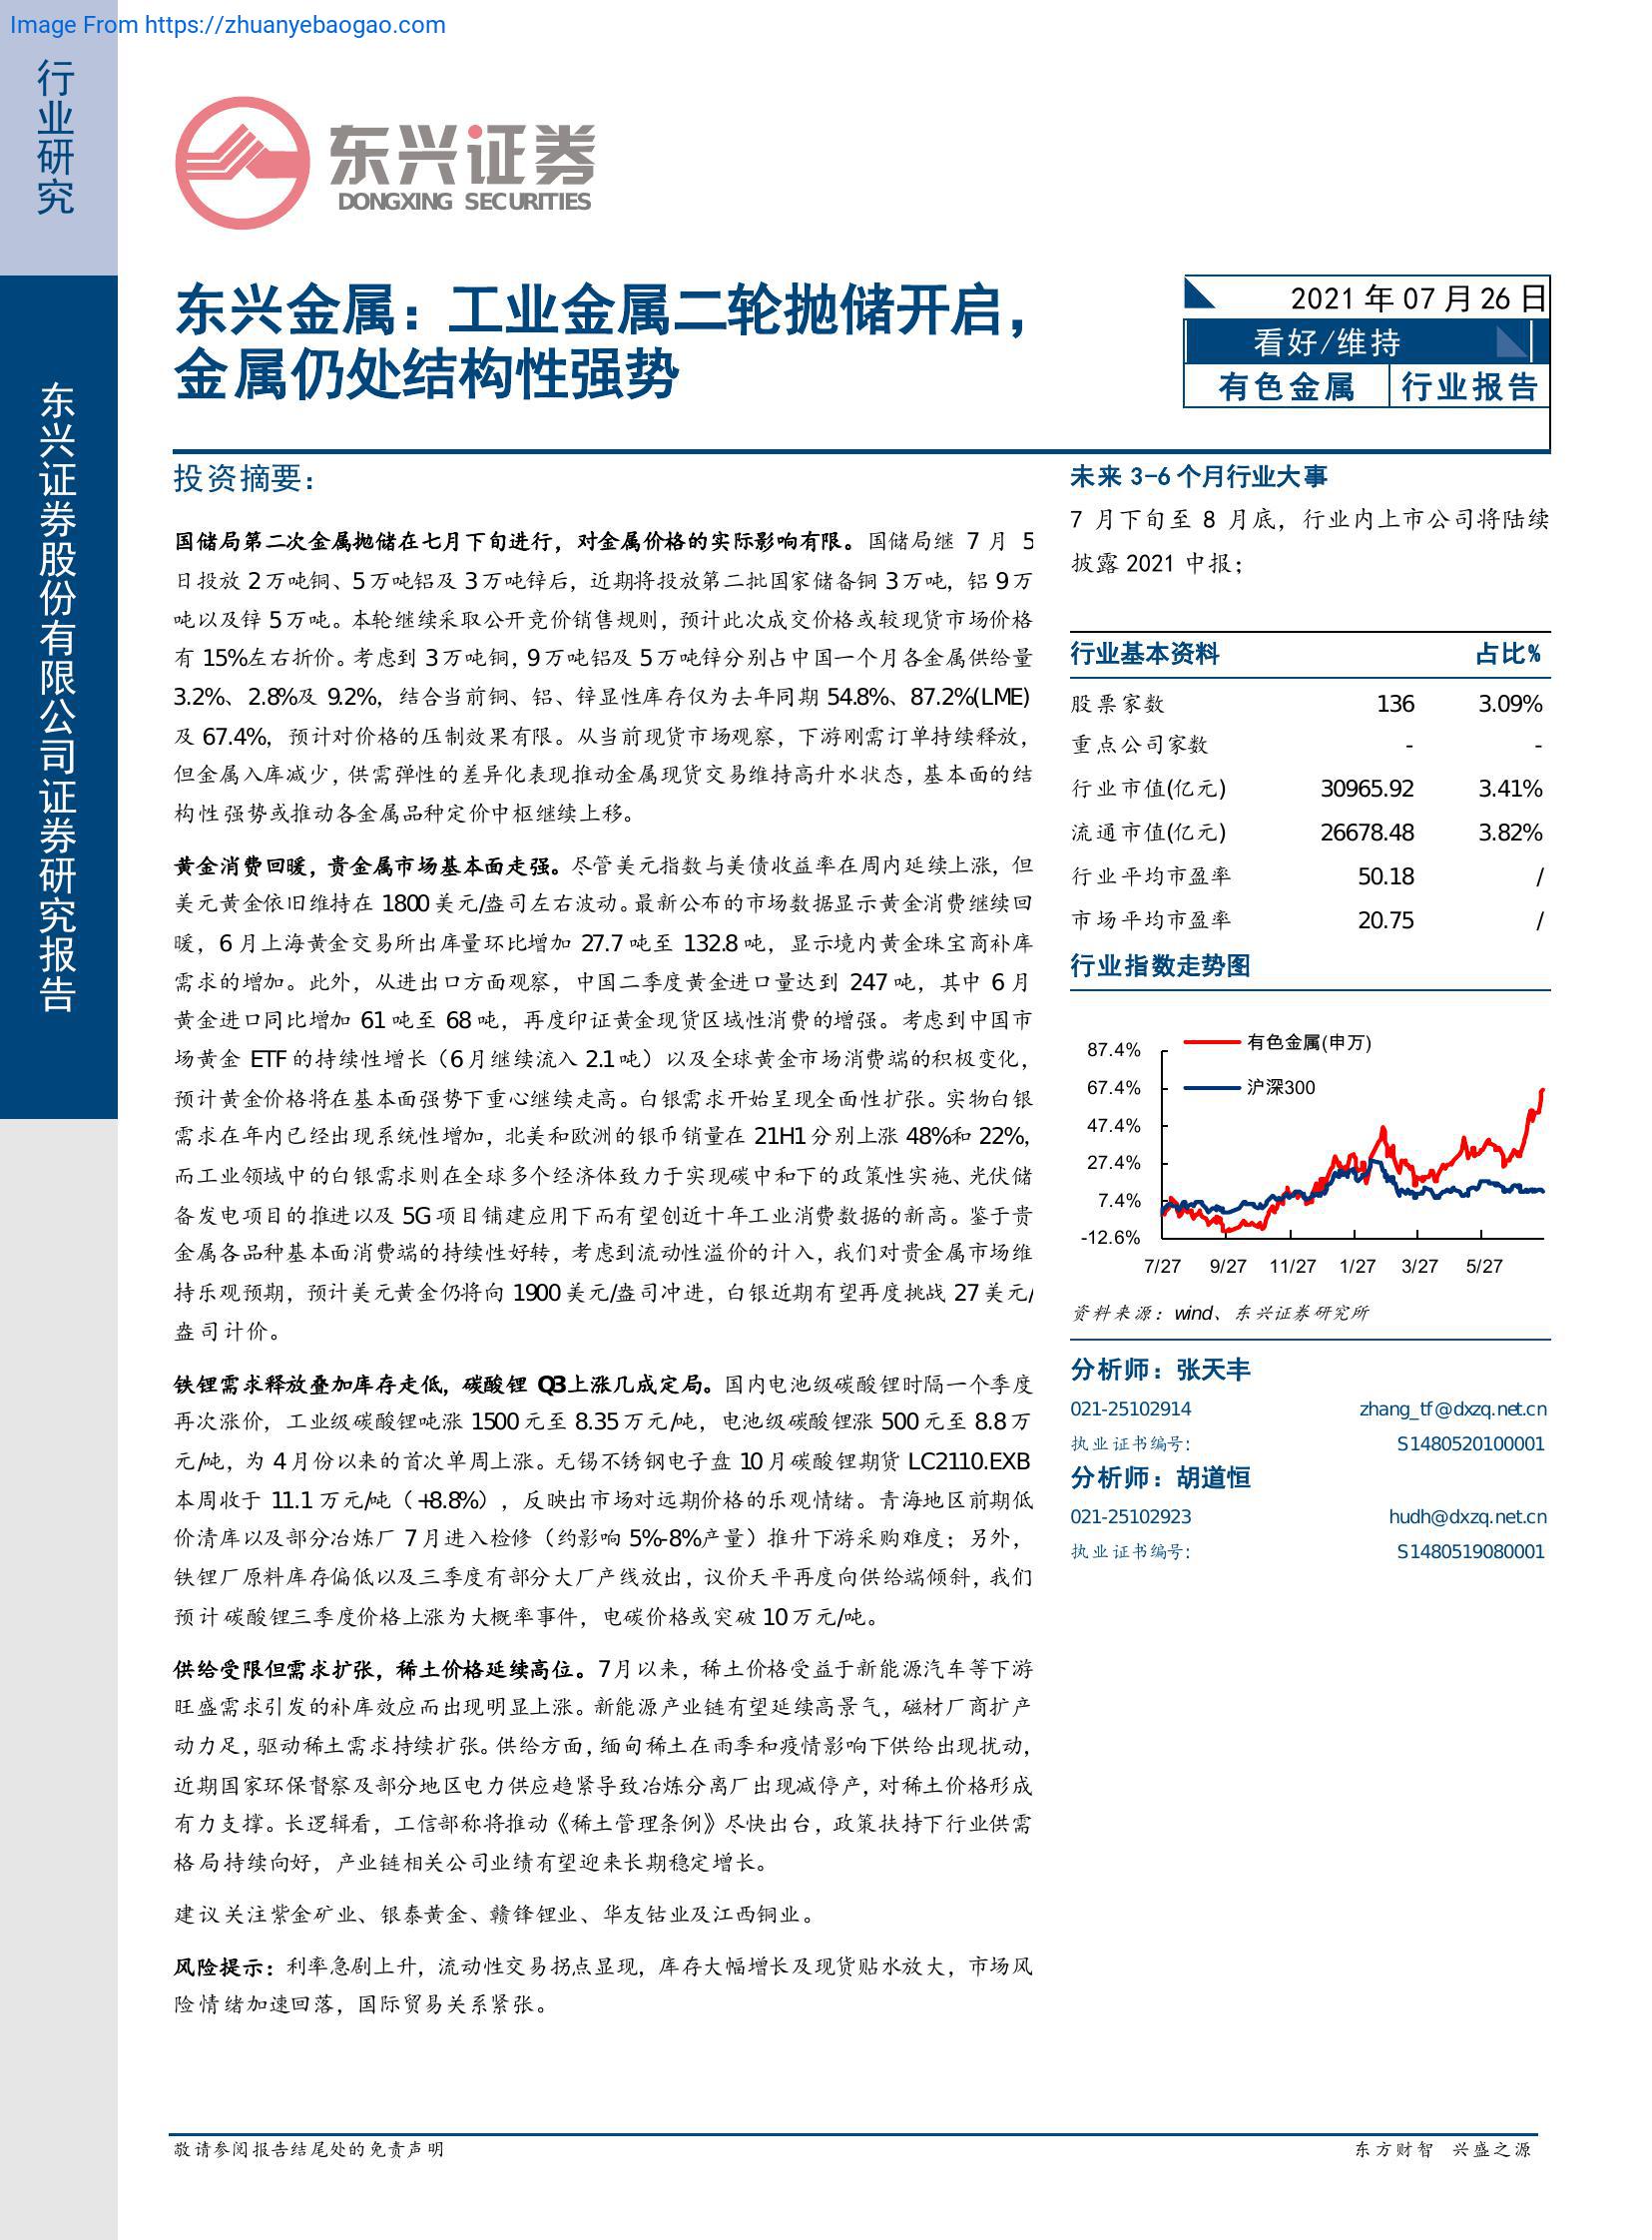 Image From https://zhuanyebaogao.com
行业研究
东兴证券股份有限公司证券研究报告
东兴证券
DONGXING SECURITIES
东兴金属：工业金属二轮抛储开启，
金属仍处结构性强势
2021 年 07 月 26 日
看好/维持
有色金属 行业报告
投资摘要：
国储局第二次金属抛储在七月下旬进行，对金属价格的实际影响有限。国储局继 7 月 5
日投放 2 万吨铜、5 万吨铝及 3 万吨锌后，近期将投放第二批国家储备铜 3 万吨，铝 9 万
吨以及锌 5 万吨。本轮继续采取公开竞价销售规则，预计此次成交价格或较现货市场价格
有 15%左右折价。考虑到 3 万吨铜，9 万吨铝及 5 万吨锌分别占中国一个月各金属供给量
3.2%、2.8%及 9.2%，结合当前铜、铝、锌显性库存仅为去年同期 54.8%、87.2%(LME)
及 67.4%，预计对价格的压制效果有限。从当前现货市场观察，下游刚需订单持续释放，
但金属入库减少，供需弹性的差异化表现推动金属现货交易维持高升水状态，基本面的结
构性强势或推动各金属品种定价中枢继续上移。
黄金消费回暖，贵金属市场基本面走强。尽管美元指数与美债收益率在周内延续上涨，但
美元黄金依旧维持在 1800 美元/盎司左右波动。最新公布的市场数据显示黄金消费继续回
暖，6 月上海黄金交易所出库量环比增加 27.7 吨至 132.8 吨，显示境内黄金珠宝商补库
需求的增加。此外，从进出口方面观察，中国二季度黄金进口量达到 247 吨，其中 6 月
黄金进口同比增加 61 吨至 68 吨，再度印证黄金现货区域性消费的增强。考虑到中国市
场黄金 ETF 的持续性增长（6 月继续流入 2.1 吨）以及全球黄金市场消费端的积极变化，
预计黄金价格将在基本面强势下重心继续走高。白银需求开始呈现全面性扩张。实物白银
需求在年内已经出现系统性增加，北美和欧洲的银币销量在 21H1 分别上涨 48%和 22%，
而工业领域中的白银需求则在全球多个经济体致力于实现碳中和下的政策性实施、光伏储
备发电项目的推进以及 5G 项目铺建应用下而有望创近十年工业消费数据的新高。鉴于贵
金属各品种基本面消费端的持续性好转，考虑到流动性溢价的计入，我们对贵金属市场维
持乐观预期，预计美元黄金仍将向 1900 美元/盎司冲进，白银近期有望再度挑战 27 美元/
盎司计价。
铁锂需求释放叠加库存走低，碳酸锂 Q3上涨几成定局。国内电池级碳酸锂时隔一个季度
再次涨价，工业级碳酸锂吨涨 1500 元至 8.35 万元/吨，电池级碳酸锂涨 500 元至 8.8 万
元/吨，为 4 月份以来的首次单周上涨。无锡不锈钢电子盘 10 月碳酸锂期货 LC2110.EXB
本周收于 11.1 万元/吨（+8.8%），反映出市场对远期价格的乐观情绪。青海地区前期低
价清库以及部分冶炼厂 7 月进入检修（约影响 5%-8%产量）推升下游采购难度；另外，
铁锂厂原料库存偏低以及三季度有部分大厂产线放出，议价天平再度向供给端倾斜，我们
预计碳酸锂三季度价格上涨为大概率事件，电碳价格或突破 10 万元/吨。
供给受限但需求扩张，稀土价格延续高位。7 月以来，稀土价格受益于新能源汽车等下游
旺盛需求引发的补库效应而出现明显上涨。新能源产业链有望延续高景气，磁材厂商扩产
动力足，驱动稀土需求持续扩张。供给方面，缅甸稀土在雨季和疫情影响下供给出现扰动，
近期国家环保督察及部分地区电力供应趋紧导致冶炼分离厂出现减停产，对稀土价格形成
有力支撑。长逻辑看，工信部称将推动《稀土管理条例》尽快出台，政策扶持下行业供需
格局持续向好，产业链相关公司业绩有望迎来长期稳定增长。
建议关注紫金矿业、银泰黄金、赣锋锂业、华友钴业及江西铜业。
风险提示：利率急剧上升，流动性交易拐点显现，库存大幅增长及现货贴水放大，市场风
险情绪加速回落，国际贸易关系紧张。
未来 3-6 个月行业大事
7 月下旬至 8 月底，行业内上市公司将陆续
披露 2021 中报；
行业基本资料 占比%
股票家数 136 3.09%
重点公司家数 - -
行业市值(亿元) 30965.92 3.41%
流通市值(亿元) 26678.48 3.82%
行业平均市盈率 50.18 /
市场平均市盈率 20.75 /
行业指数走势图
有色金属(申万)
沪深300
87.4%
67.4%
47.4%
27.4%
7.4%
-12.6%
7/27 9/27 11/27 1/27 3/27 5/27
资料来源：wind、东兴证券研究所
分析师：张天丰
021-25102914 zhang_tf@dxzq.net.cn
执业证书编号: S1480520100001
分析师：胡道恒
021-25102923 hudh@dxzq.net.cn
执业证书编号: S1480519080001
敬请参阅报告结尾处的免责声明
东方财智 兴盛之源